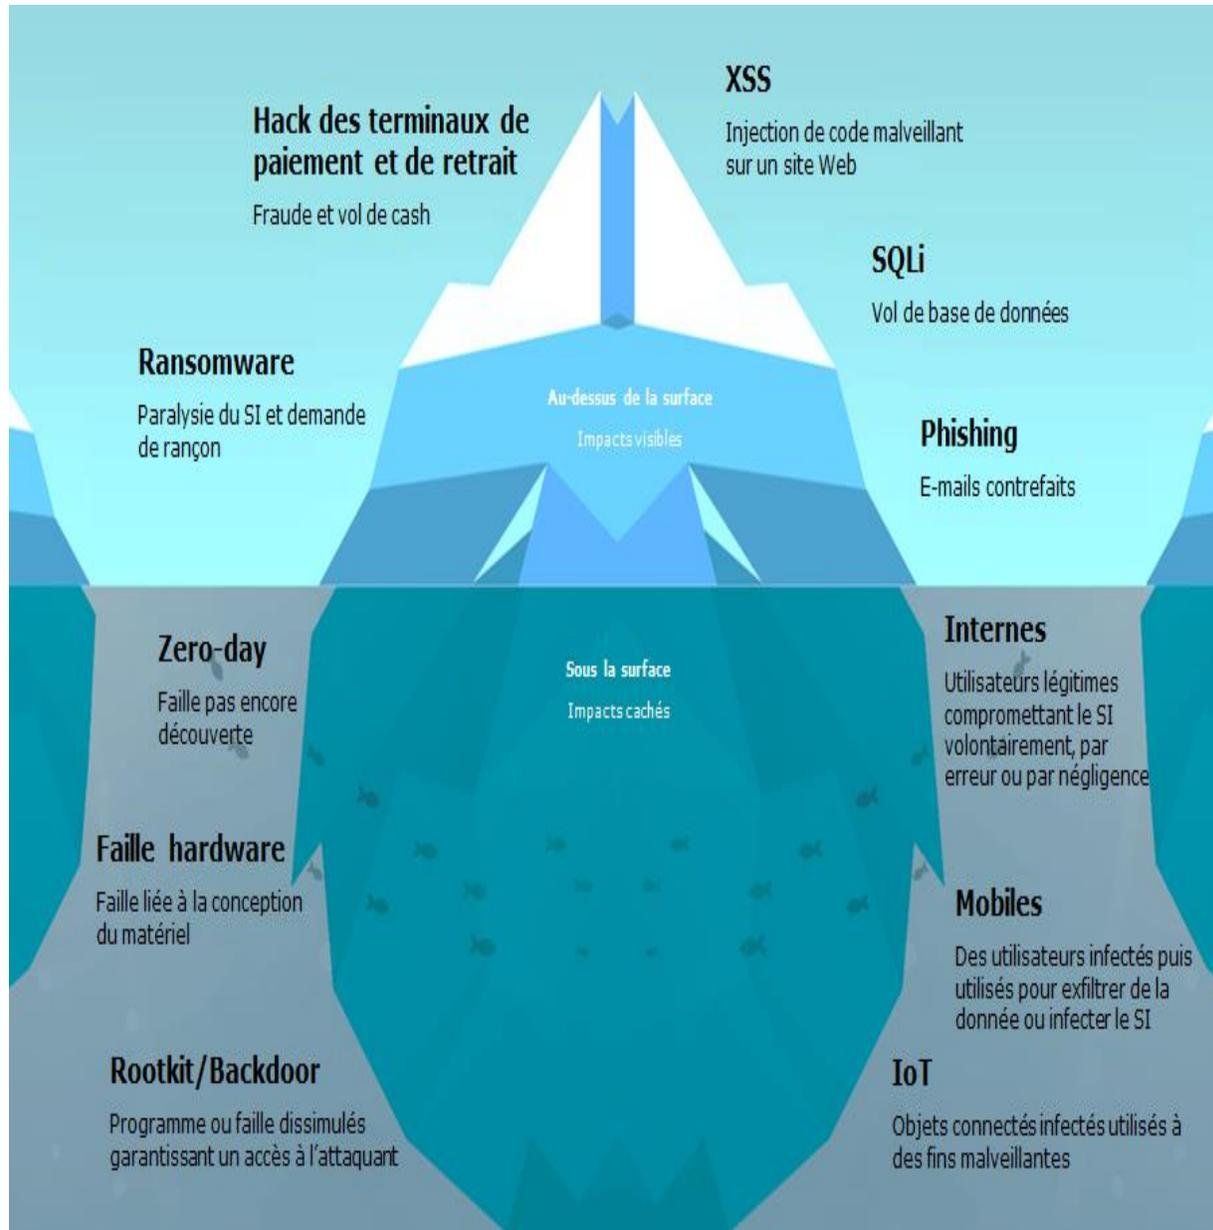 Hack des terminaux de
paiement et de retrait
Fraude et vol de cash
XSS
Injection de code malveillant
sur un site Web
SQLi
Vol de base de données
Ransomware
Paralysie du SI et demande
de rançon
Au-dessus de la surface
Impacts visibles
Phishing
E-mails contrefaits
Zero-day
Faille pas encore
découverte
Sous la surface
Impacts cachés
Internes
Utilisateurs légitimes
compromettant le SI
volontairement, par
erreur ou par négligence
Faille hardware
Faille liée à la conception
du matériel
Mobiles
Des utilisateurs infectés puis
utilisés pour exfiltrer de la
donnée ou infecter le SI
Rootkit/Backdoor
Programme ou faille dissimulés
garantissant un accès à l'attaquant
IoT
Objets connectés infectés utilisés à
des fins malveillantes